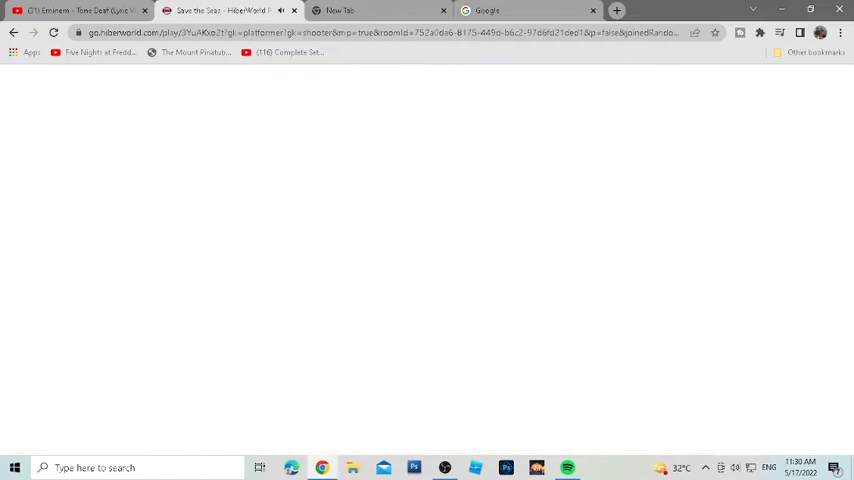 (31) Eminem - Tone Deaf (Lyric V
Save the Seas - HiberWorld P
New Tab
Google
go.hiberworld.com/play/3YuAKxo2t?gk=platformer?gk=shooter&mp=true&roomId=752a0da6-8175-449d-b6c2-97d6fd21ded1&p=false&joinedRando...
Apps
Five Nights at Fredd...
The Mount Pinatub...
(116) Complete Set...
Other bookmarks
Type here to search
32°C
ENG
11:30 AM
5/17/2022